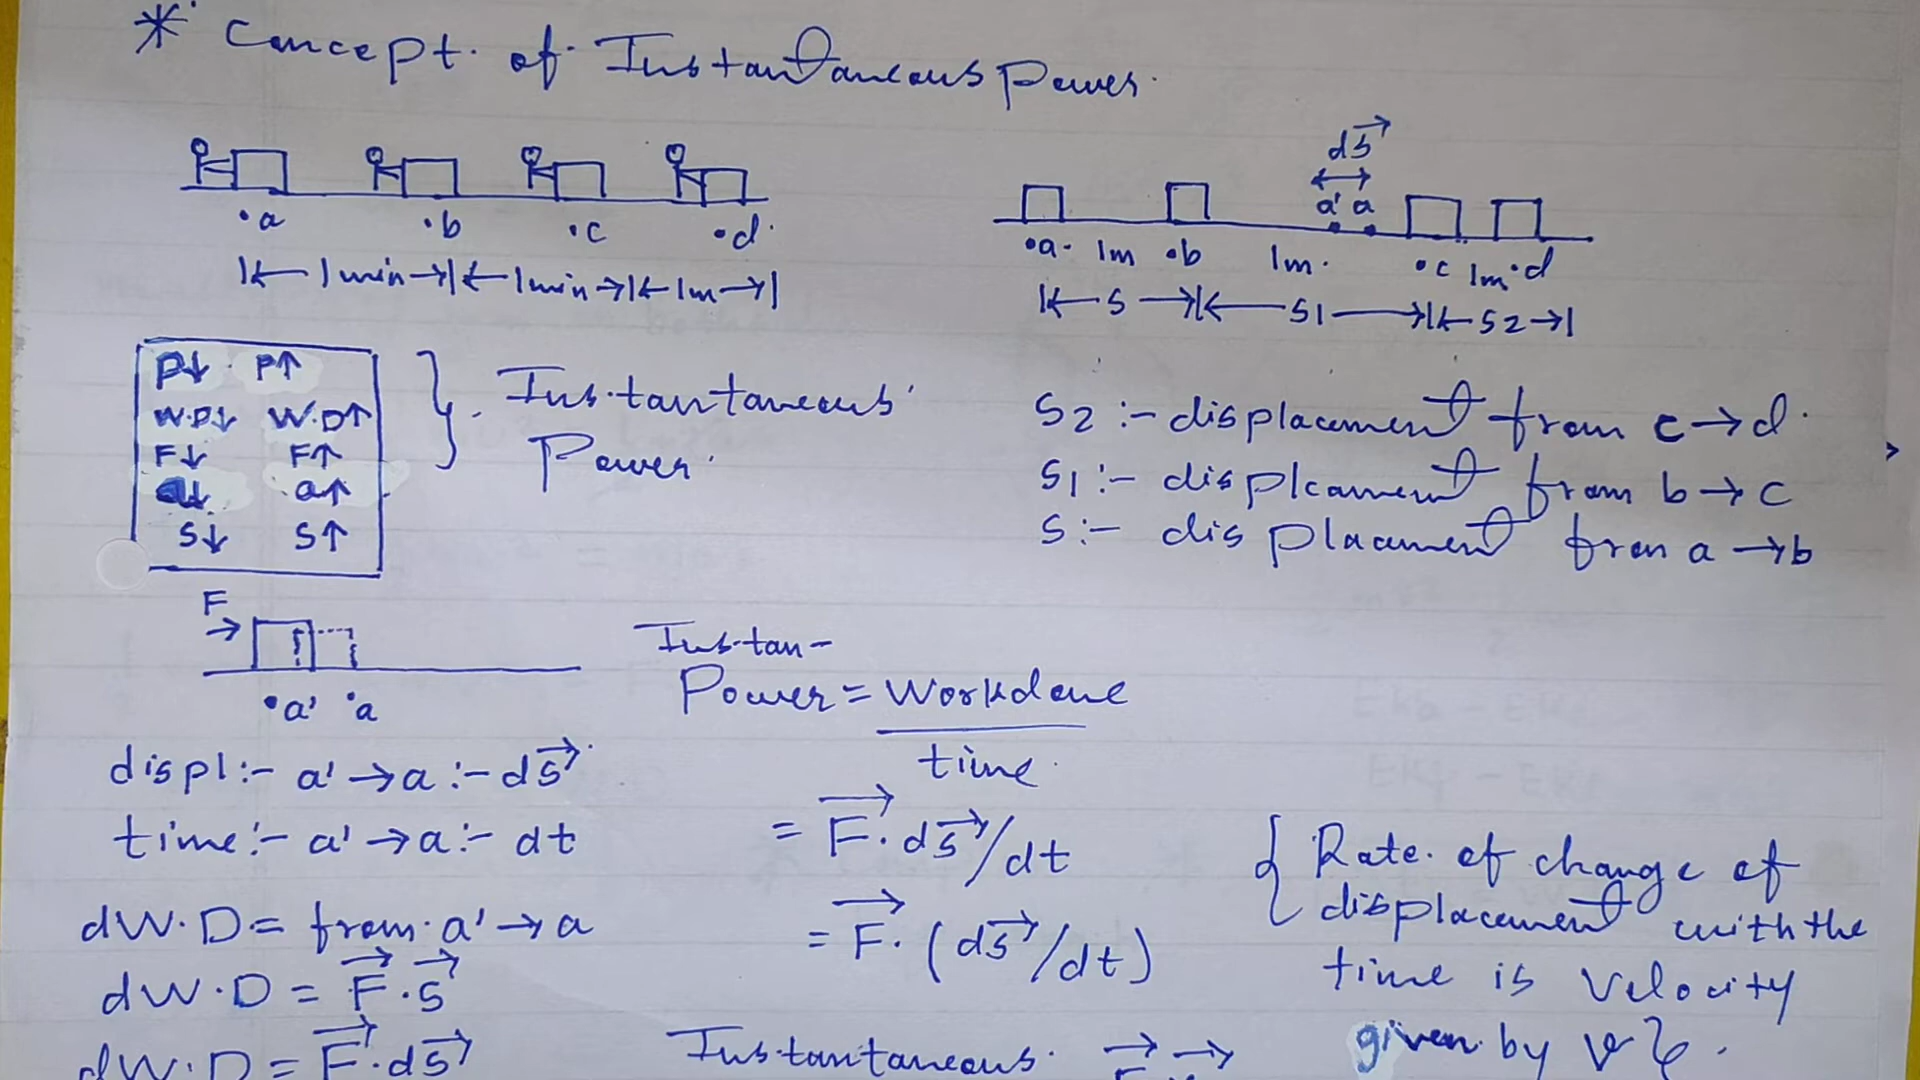 * Concept of Instantaneous Power.
•a •b •c •d
1min 1min 1m
ds
a' a
•a 1m •b 1m •c 1m •d
S S1 S2
P↓ P↑
W.D↓ W.D↑
F↓ F↑
a↓ a↑
S↓ S↑
} Instantaneous
Power
S2 :- displacement from c → d
S1 :- displcament from b → c
S :- displacement from a → b
F
•a' •a
displ :- a' → a :- ds
time :- a' → a :- dt
dW.D = from a' → a
dW.D = F.s
dW.D = F.ds
Instan-
Power = Workdone
time
= F.ds/dt
= F.(ds/dt)
Instantaneous
{ Rate of change of
displacement with the
time is velocity
given by v }.